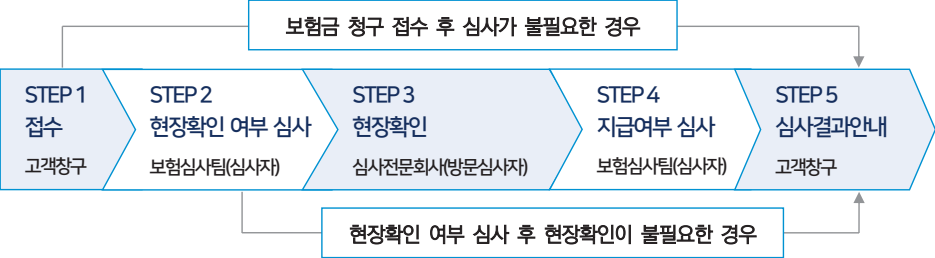 보험금 청구 접수 후 심사가 불필요한 경우
STEP 1
접수
고객창구
STEP 2
현장확인 여부 심사
보험심사팀(심사자)
STEP 3
현장확인
심사전문회사(방문심사자)
STEP 4
지급여부 심사
보험심사팀(심사자)
STEP 5
심사결과안내
고객창구
현장확인 여부 심사 후 현장확인이 불필요한 경우